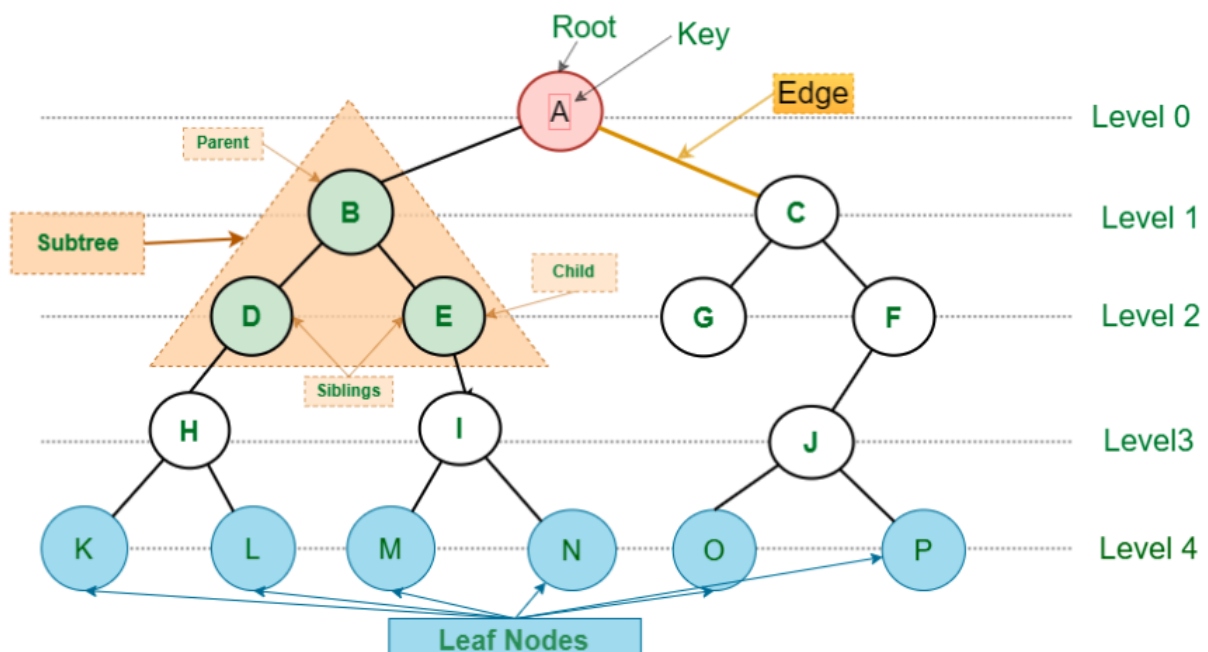 Root
Key
A
Edge
Level 0
Parent
B
C
Level 1
Subtree
Child
D
E
G
F
Level 2
Siblings
H
I
J
Level3
K
L
M
N
O
P
Level 4
Leaf Nodes